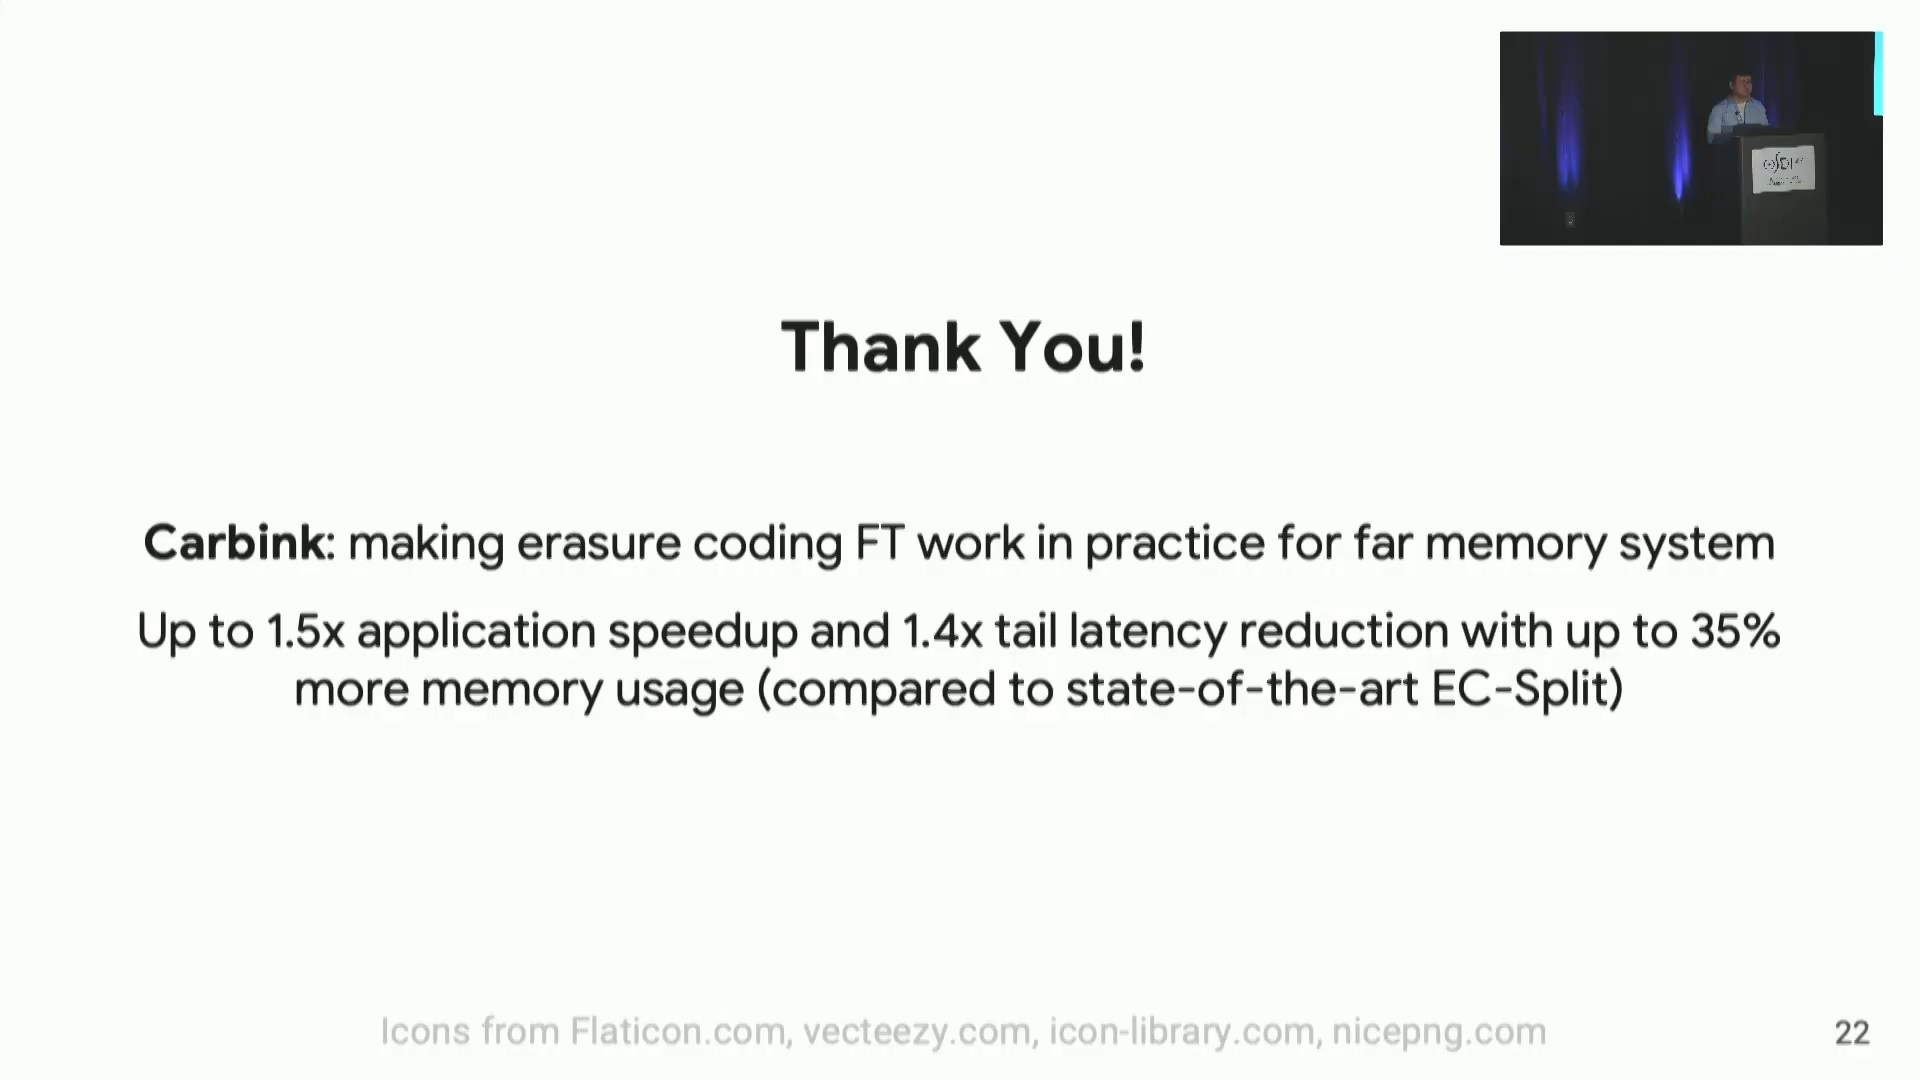 OSDI
Thank You!
Carbink: making erasure coding FT work in practice for far memory system
Up to 1.5x application speedup and 1.4x tail latency reduction with up to 35%
more memory usage (compared to state-of-the-art EC-Split)
Icons from Flaticon.com, vecteezy.com, icon-library.com, nicepng.com
22